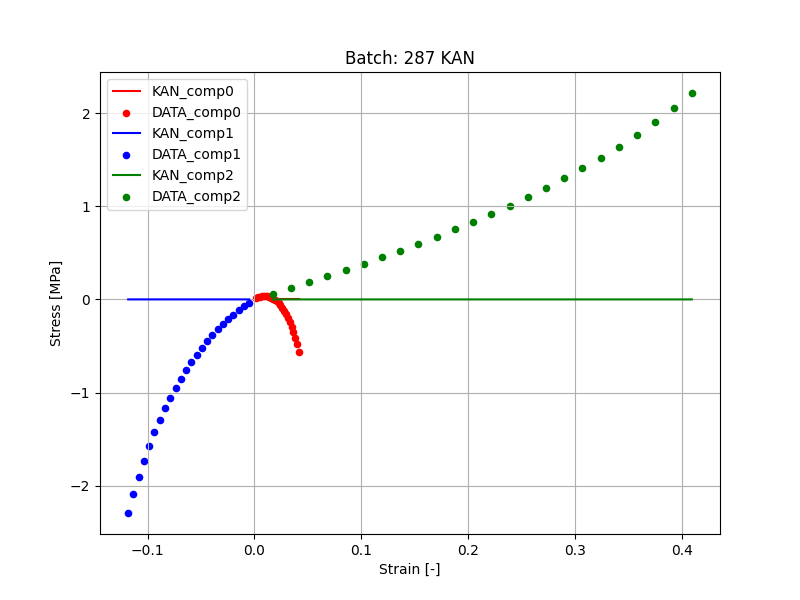 Batch: 287 KAN
KAN_comp0
DATA_comp0
KAN_comp1
DATA_comp1
KAN_comp2
DATA_comp2
Stress [MPa]
2
1
0
−1
−2
−0.1
0.0
0.1
0.2
0.3
0.4
Strain [-]